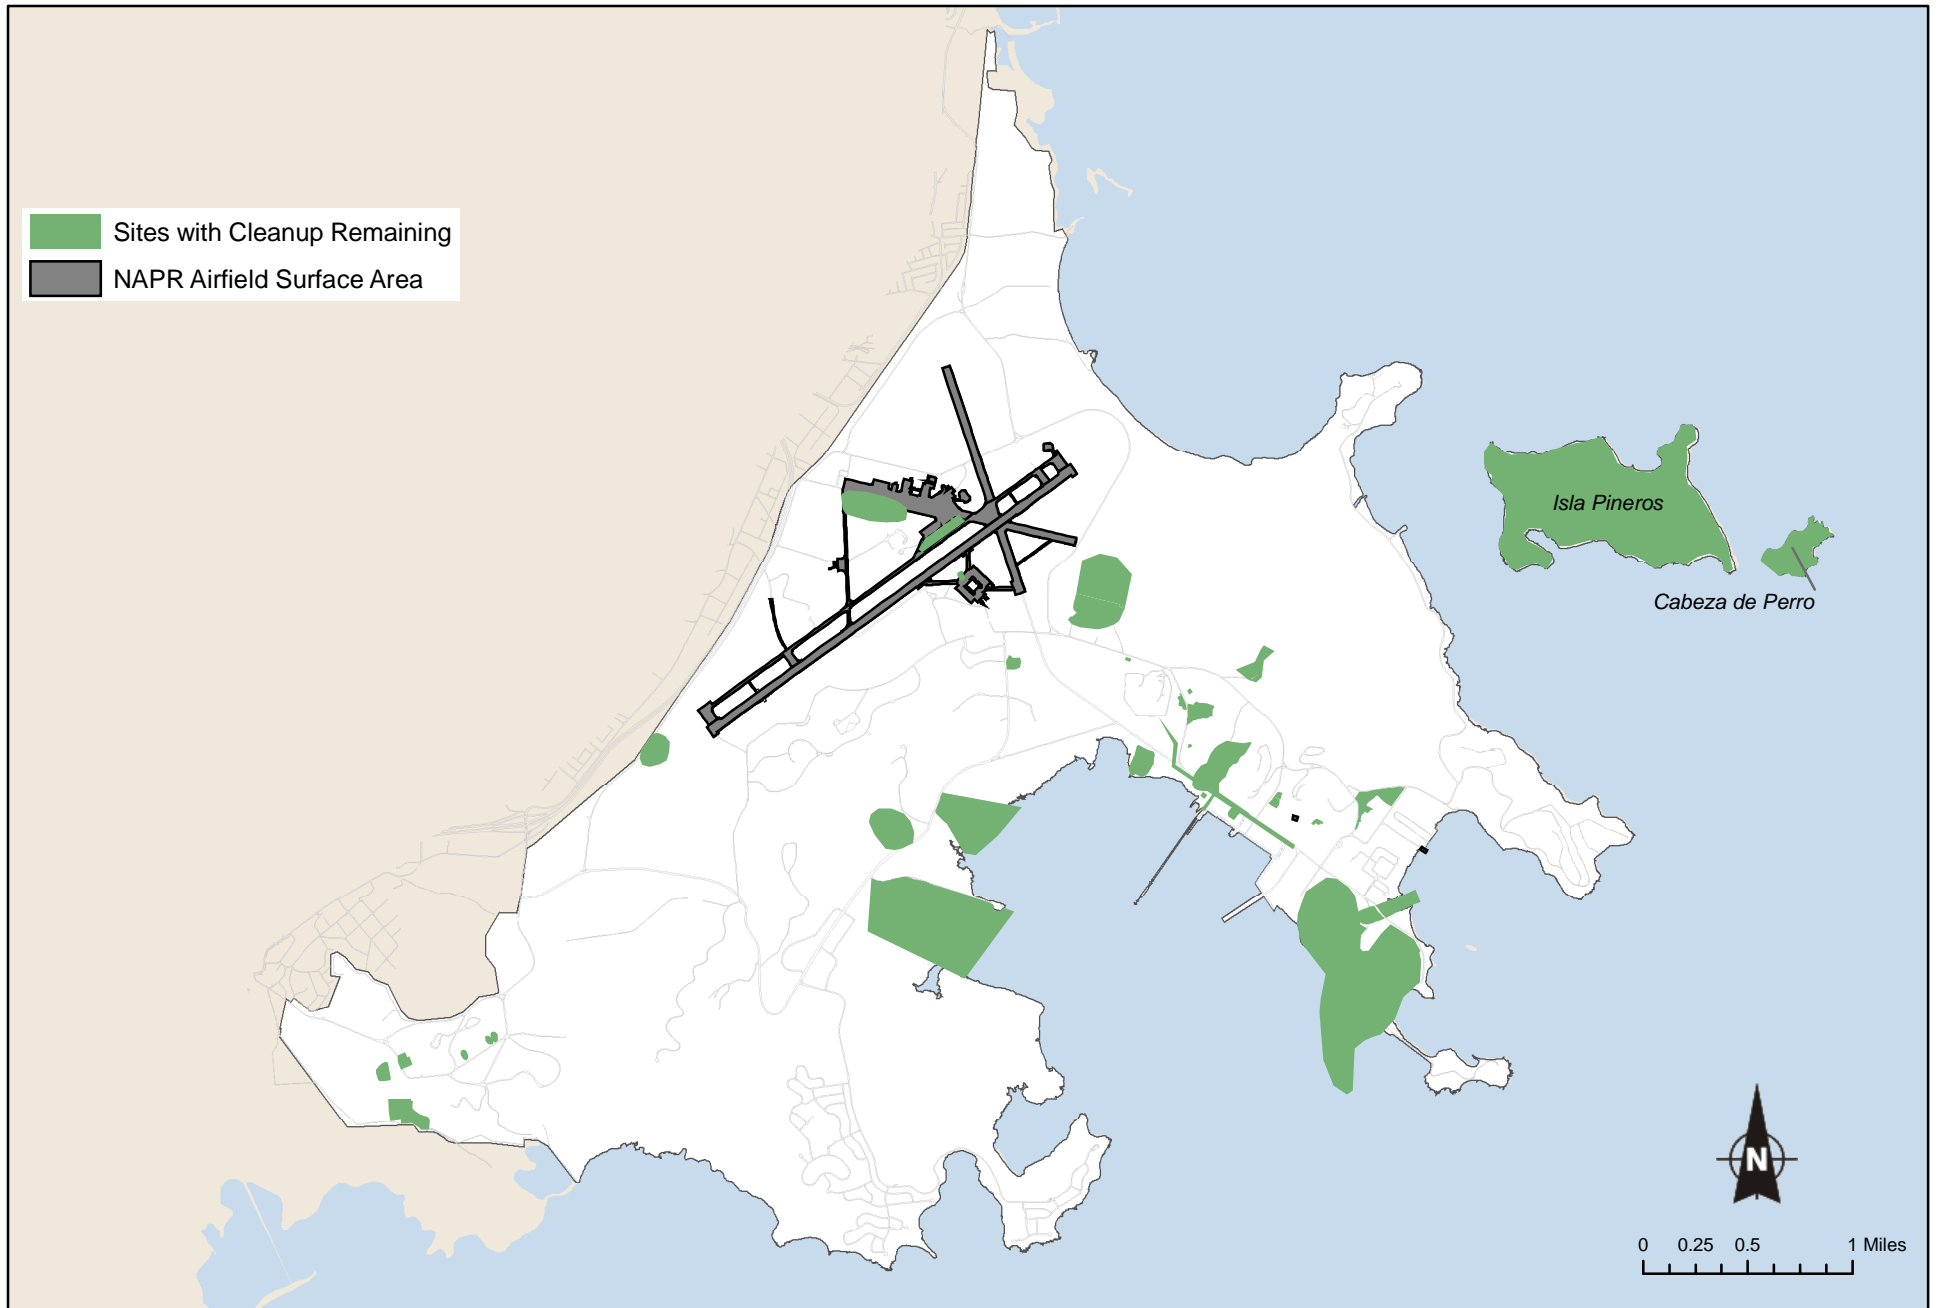 Sites with Cleanup Remaining
NAPR Airfield Surface Area
Isla Pineros
Cabeza de Perro
N
0 0.25 0.5 1 Miles